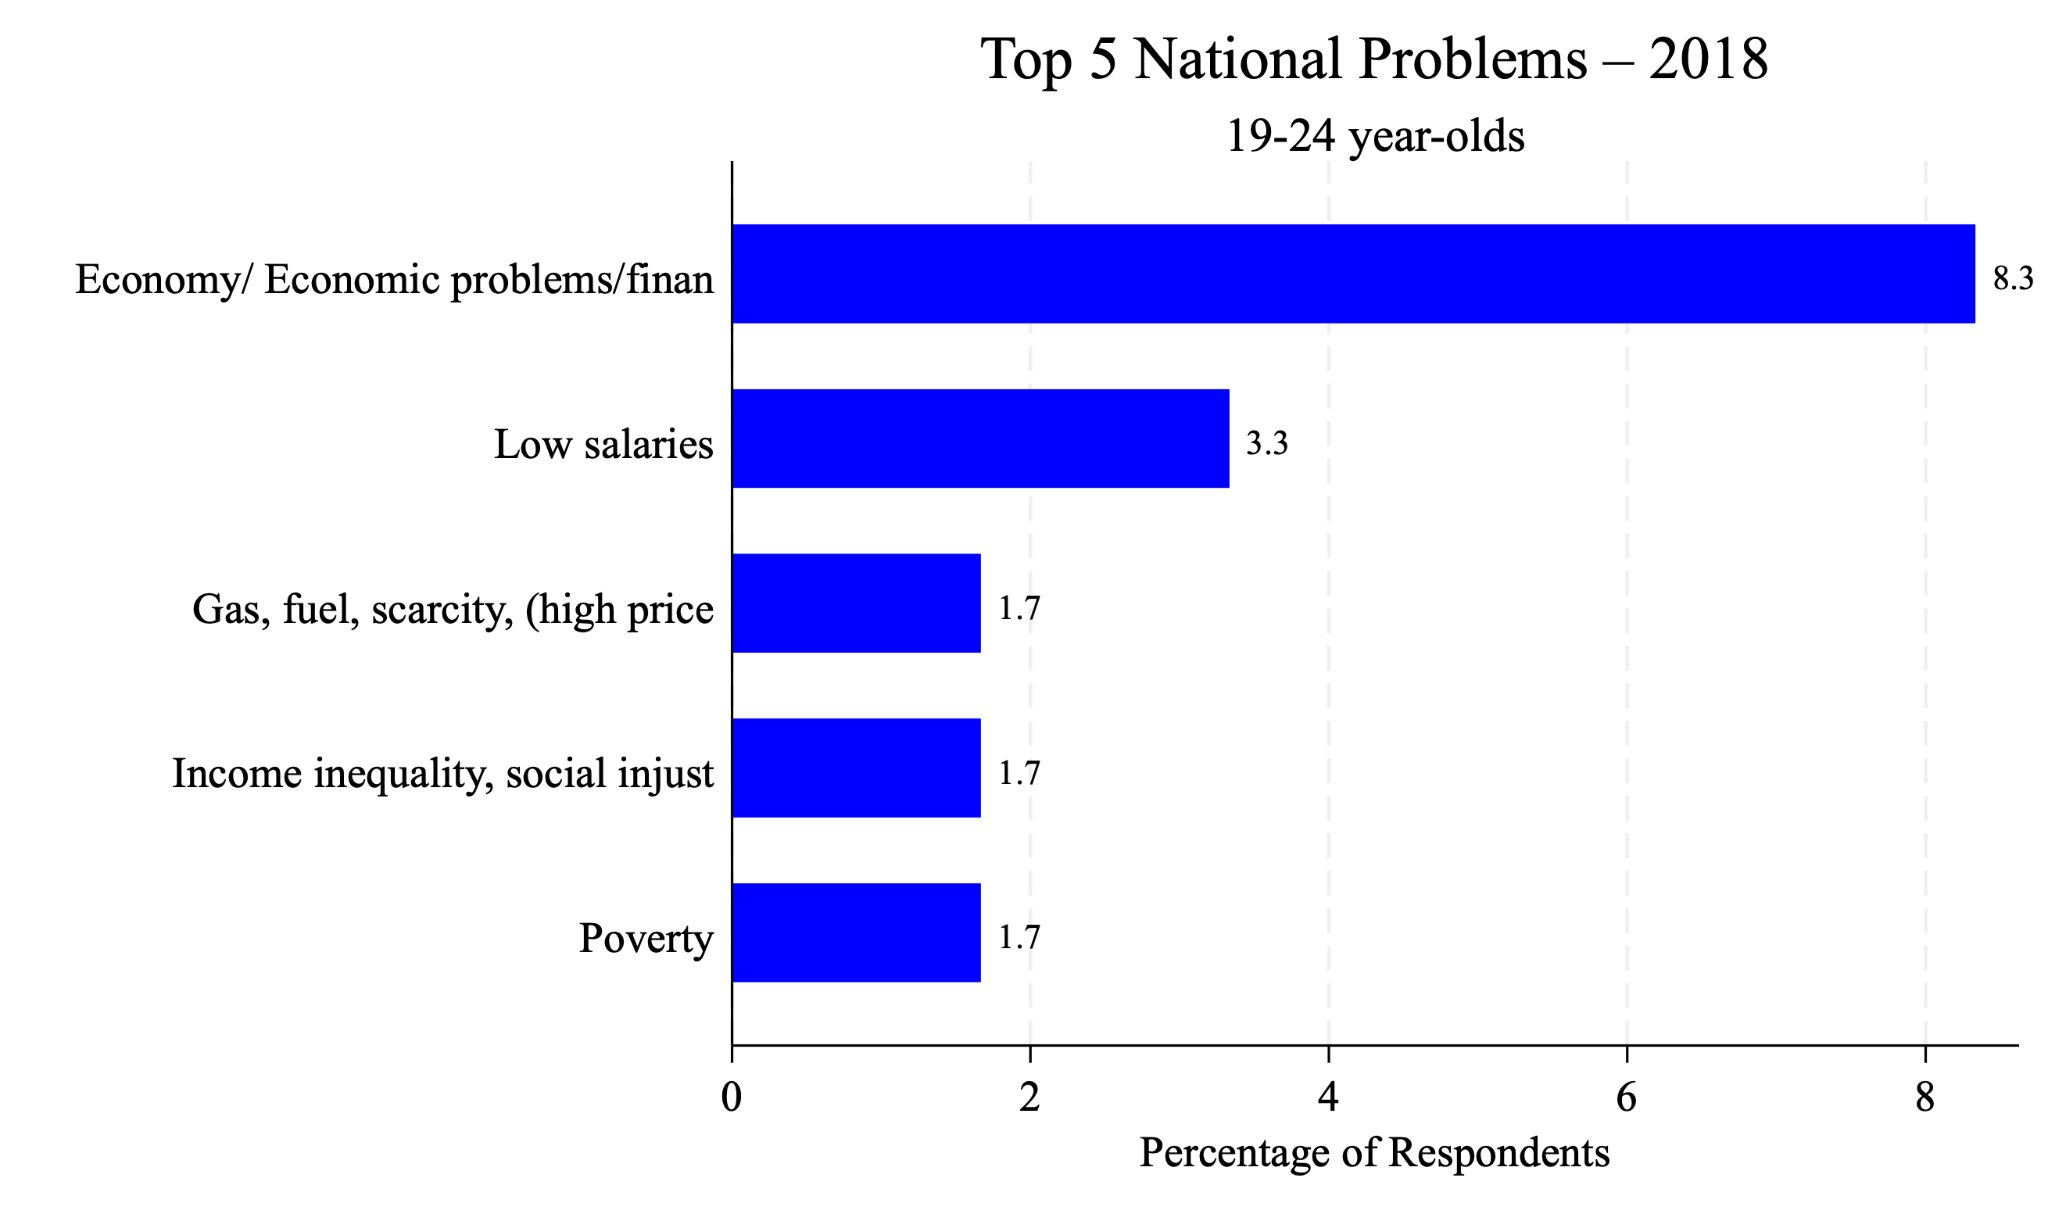 Top 5 National Problems – 2018
19-24 year-olds
Economy/ Economic problems/finan
8.3
Low salaries
3.3
Gas, fuel, scarcity, (high price
1.7
Income inequality, social injust
1.7
Poverty
1.7
0 2 4 6 8
Percentage of Respondents